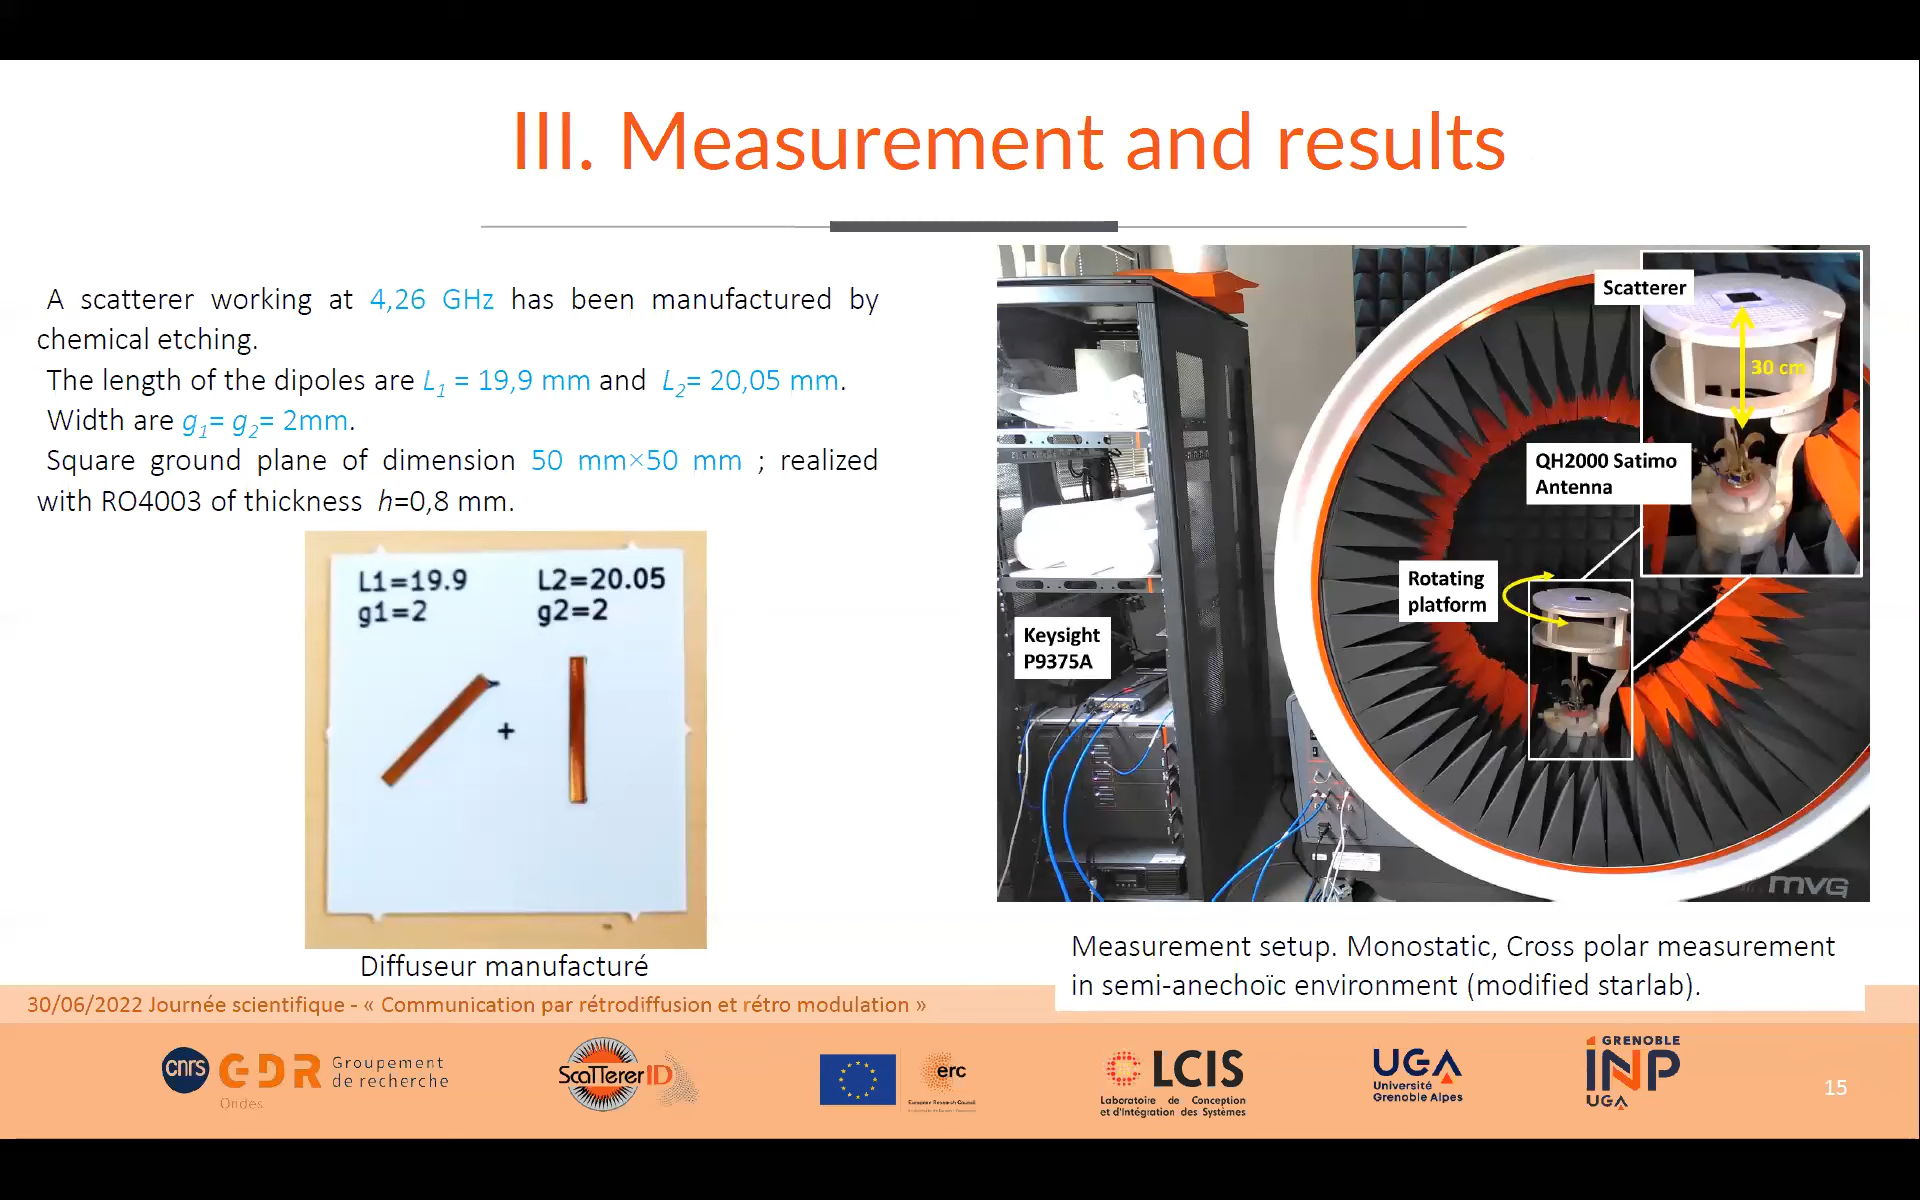 III. Measurement and results
A scatterer working at 4,26 GHz has been manufactured by
chemical etching.
The length of the dipoles are L1 = 19,9 mm and L2= 20,05 mm.
Width are g1= g2= 2mm.
Square ground plane of dimension 50 mm×50 mm ; realized
with RO4003 of thickness h=0,8 mm.
L1=19.9 L2=20.05
g1=2 g2=2
+
Diffuseur manufacturé
Scatterer
30 cm
QH2000 Satimo
Antenna
Rotating
platform
Keysight
P9375A
mvg
Measurement setup. Monostatic, Cross polar measurement
in semi-anechoïc environment (modified starlab).
30/06/2022 Journée scientifique - « Communication par rétrodiffusion et rétro modulation »
cnrs GDR Groupement
de recherche
Ondes
ScaTTererID
erc
European Research Council
LCIS
Laboratoire de Conception
et d'Intégration des Systèmes
UGA
Université
Grenoble Alpes
GRENOBLE
INP
UGA
15